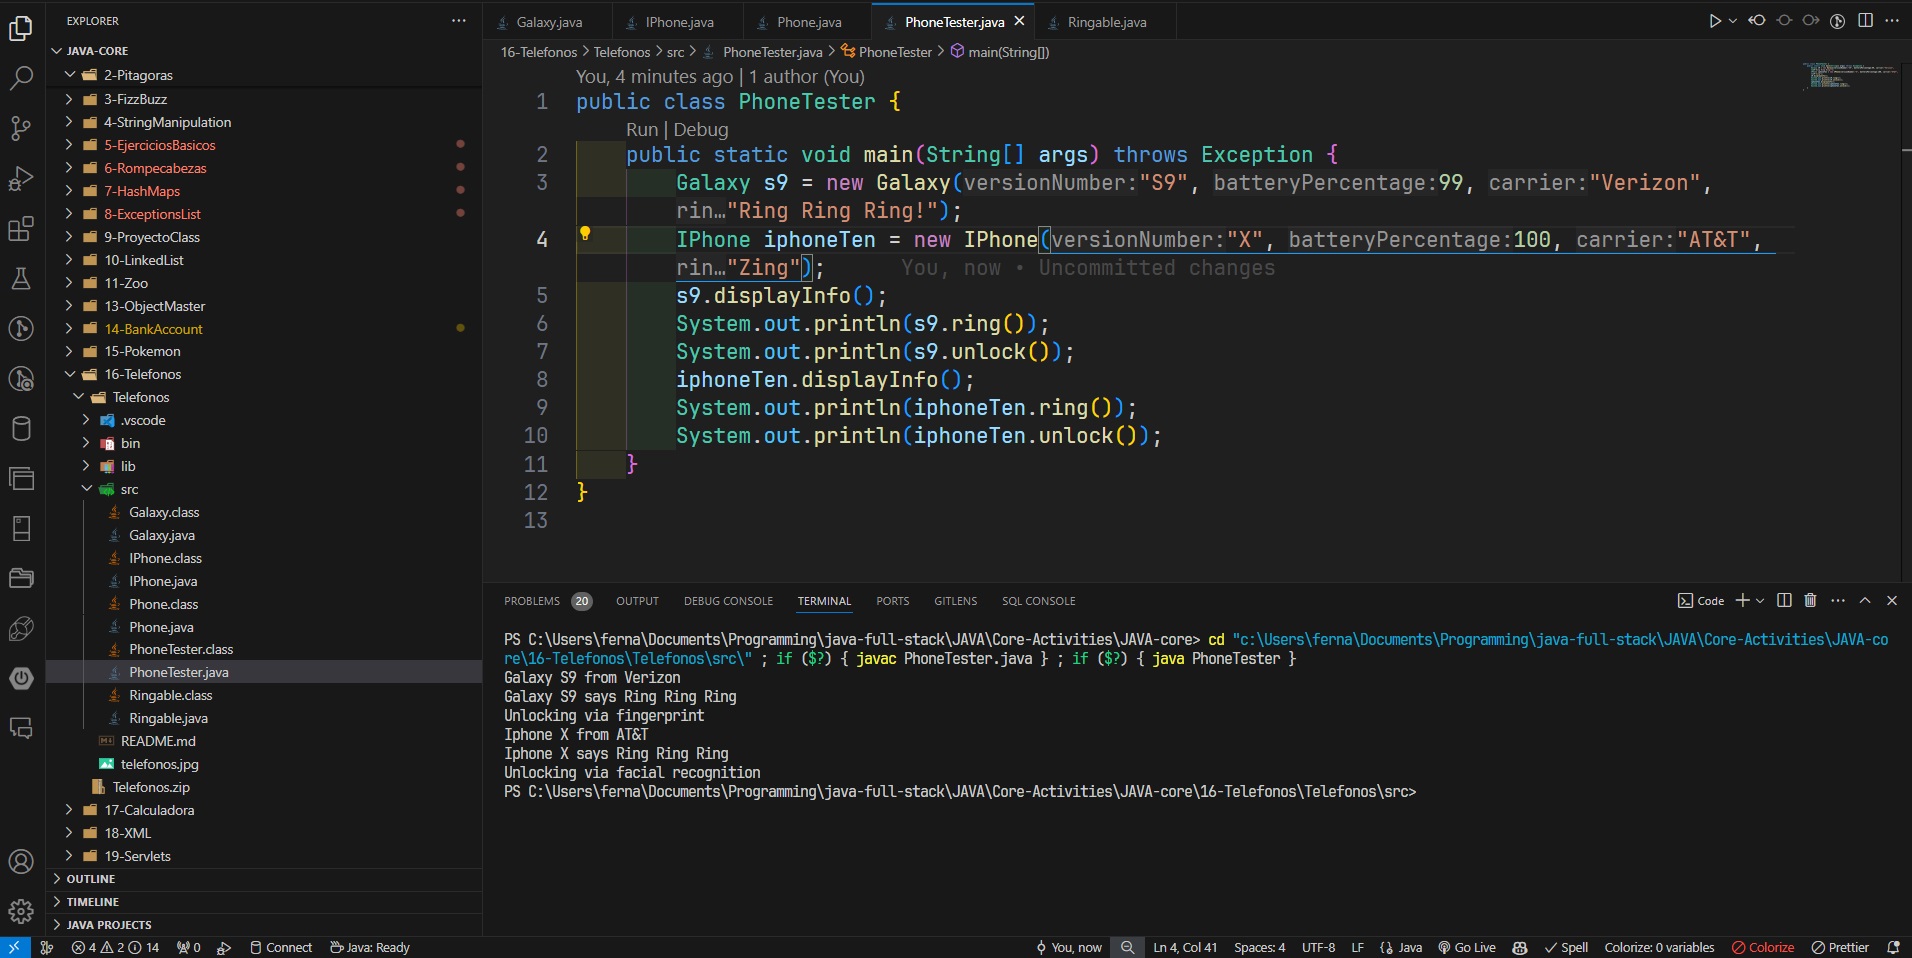 EXPLORER
JAVA-CORE
2-Pitagoras
3-FizzBuzz
4-StringManipulation
5-EjerciciosBasicos
6-Rompecabezas
7-HashMaps
8-ExceptionsList
9-ProyectoClass
10-LinkedList
11-Zoo
13-ObjectMaster
14-BankAccount
15-Pokemon
16-Telefonos
Telefonos
.vscode
bin
lib
src
Galaxy.class
Galaxy.java
IPhone.class
IPhone.java
Phone.class
Phone.java
PhoneTester.class
PhoneTester.java
Ringable.class
Ringable.java
README.md
telefonos.jpg
Telefonos.zip
17-Calculadora
18-XML
19-Servlets
OUTLINE
TIMELINE
JAVA PROJECTS
Galaxy.java IPhone.java Phone.java PhoneTester.java Ringable.java
16-Telefonos > Telefonos > src > PhoneTester.java > PhoneTester > main(String[])
You, 4 minutes ago | 1 author (You)
1 public class PhoneTester {
Run | Debug
2 public static void main(String[] args) throws Exception {
3 Galaxy s9 = new Galaxy(versionNumber:"S9", batteryPercentage:99, carrier:"Verizon",
rin…"Ring Ring Ring!");
4 IPhone iphoneTen = new IPhone(versionNumber:"X", batteryPercentage:100, carrier:"AT&T",
rin…"Zing"); You, now • Uncommitted changes
5 s9.displayInfo();
6 System.out.println(s9.ring());
7 System.out.println(s9.unlock());
8 iphoneTen.displayInfo();
9 System.out.println(iphoneTen.ring());
10 System.out.println(iphoneTen.unlock());
11 }
12 }
13
PROBLEMS 20 OUTPUT DEBUG CONSOLE TERMINAL PORTS GITLENS SQL CONSOLE Code
PS C:\Users\ferna\Documents\Programming\java-full-stack\JAVA\Core-Activities\JAVA-core> cd "c:\Users\ferna\Documents\Programming\java-full-stack\JAVA\Core-Activities\JAVA-co
re\16-Telefonos\Telefonos\src\" ; if ($?) { javac PhoneTester.java } ; if ($?) { java PhoneTester }
Galaxy S9 from Verizon
Galaxy S9 says Ring Ring Ring
Unlocking via fingerprint
Iphone X from AT&T
Iphone X says Ring Ring Ring
Unlocking via facial recognition
PS C:\Users\ferna\Documents\Programming\java-full-stack\JAVA\Core-Activities\JAVA-core\16-Telefonos\Telefonos\src>
4 2 14 0 Connect Java: Ready You, now Ln 4, Col 41 Spaces: 4 UTF-8 LF Java Go Live Spell Colorize: 0 variables Colorize Prettier